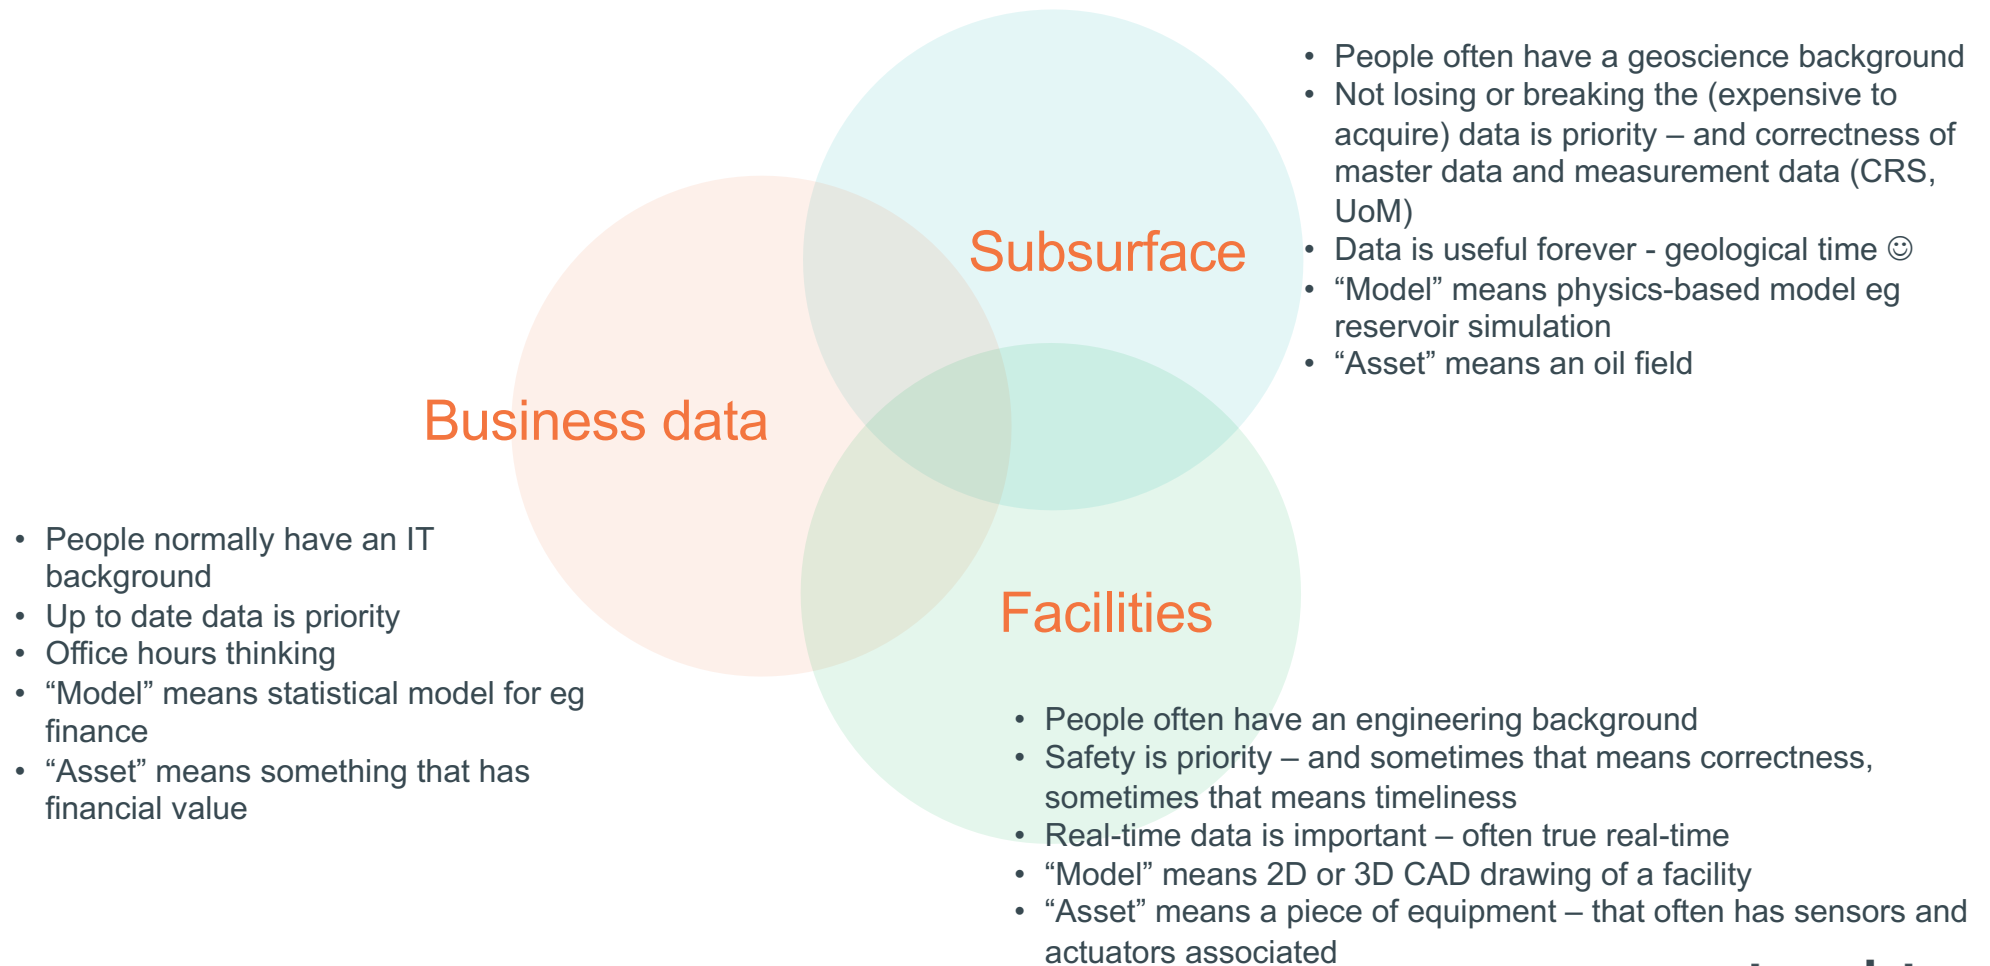 • People often have a geoscience background
• Not losing or breaking the (expensive to
acquire) data is priority – and correctness of
master data and measurement data (CRS,
UoM)
• Data is useful forever - geological time ☺
• “Model” means physics-based model eg
reservoir simulation
• “Asset” means an oil field
Subsurface
Business data
• People normally have an IT
background
• Up to date data is priority
• Office hours thinking
• “Model” means statistical model for eg
finance
• “Asset” means something that has
financial value
Facilities
• People often have an engineering background
• Safety is priority – and sometimes that means correctness,
sometimes that means timeliness
• Real-time data is important – often true real-time
• “Model” means 2D or 3D CAD drawing of a facility
• “Asset” means a piece of equipment – that often has sensors and
actuators associated